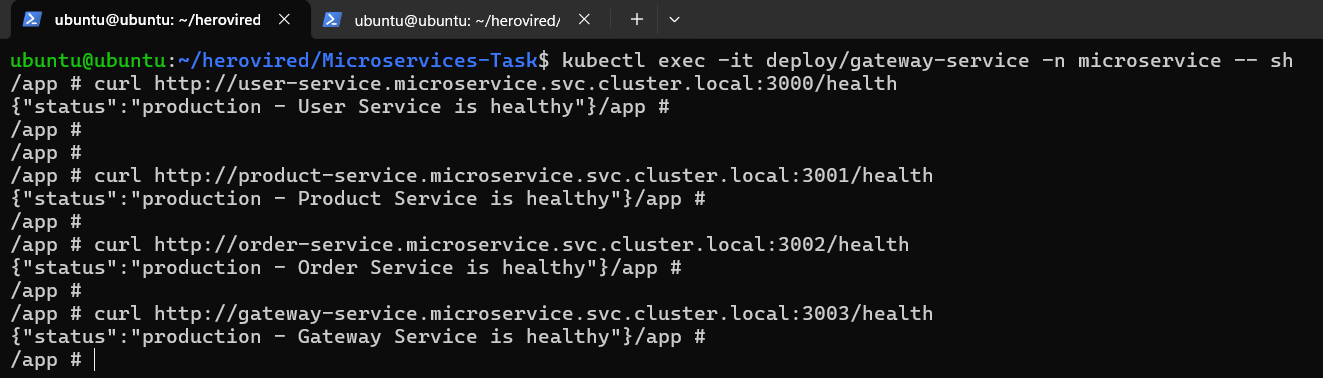 ubuntu@ubuntu: ~/herovired
ubuntu@ubuntu: ~/herovired/
ubuntu@ubuntu:~/herovired/Microservices-Task$ kubectl exec -it deploy/gateway-service -n microservice -- sh
/app # curl http://user-service.microservice.svc.cluster.local:3000/health
{"status":"production - User Service is healthy"}/app #
/app #
/app #
/app # curl http://product-service.microservice.svc.cluster.local:3001/health
{"status":"production - Product Service is healthy"}/app #
/app #
/app # curl http://order-service.microservice.svc.cluster.local:3002/health
{"status":"production - Order Service is healthy"}/app #
/app #
/app # curl http://gateway-service.microservice.svc.cluster.local:3003/health
{"status":"production - Gateway Service is healthy"}/app #
/app #